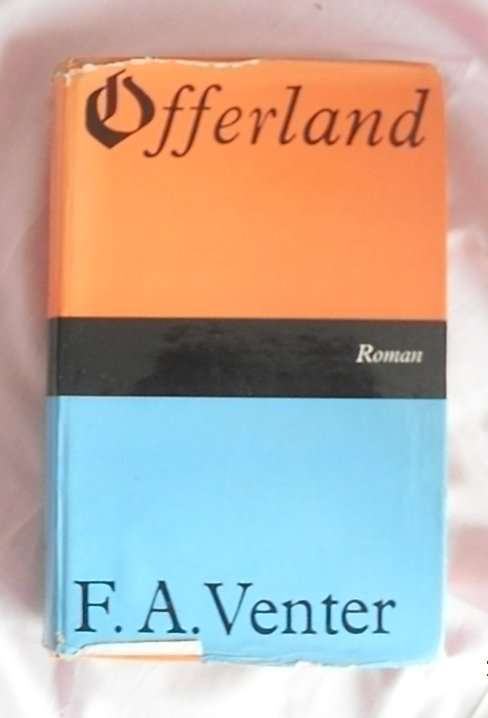 Offerland
Roman
F. A. Venter